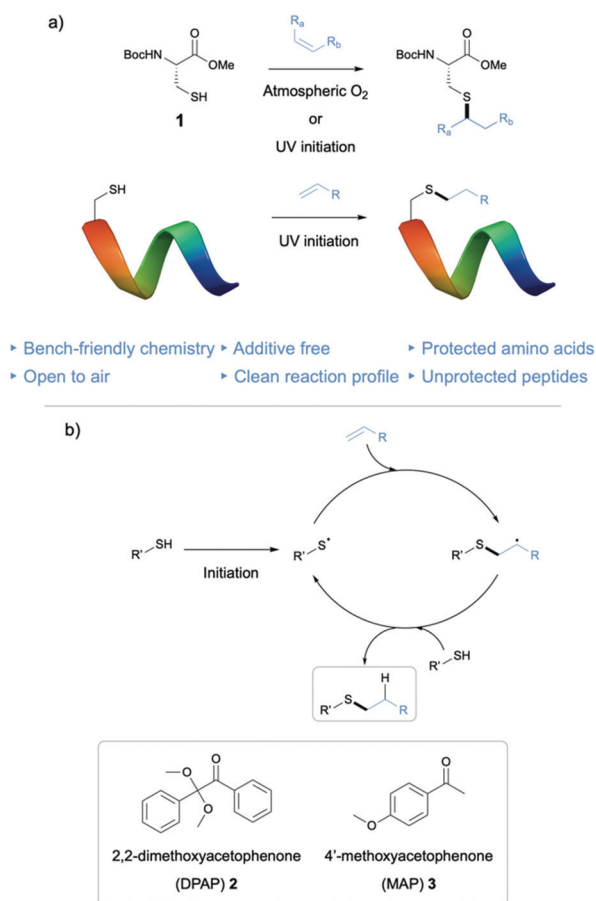 a)
Ra
Rb
BocHN
O
OMe
SH
1
Atmospheric O2
or
UV initiation
BocHN
O
OMe
S
Ra
Rb
SH
R
UV initiation
S
R
‣ Bench-friendly chemistry ‣ Additive free ‣ Protected amino acids
‣ Open to air ‣ Clean reaction profile ‣ Unprotected peptides
b)
R
R' SH
Initiation
R' S•
R' S • R
R' SH
H
R' S R
O
O
O
O
O
2,2-dimethoxyacetophenone
(DPAP) 2
4'-methoxyacetophenone
(MAP) 3